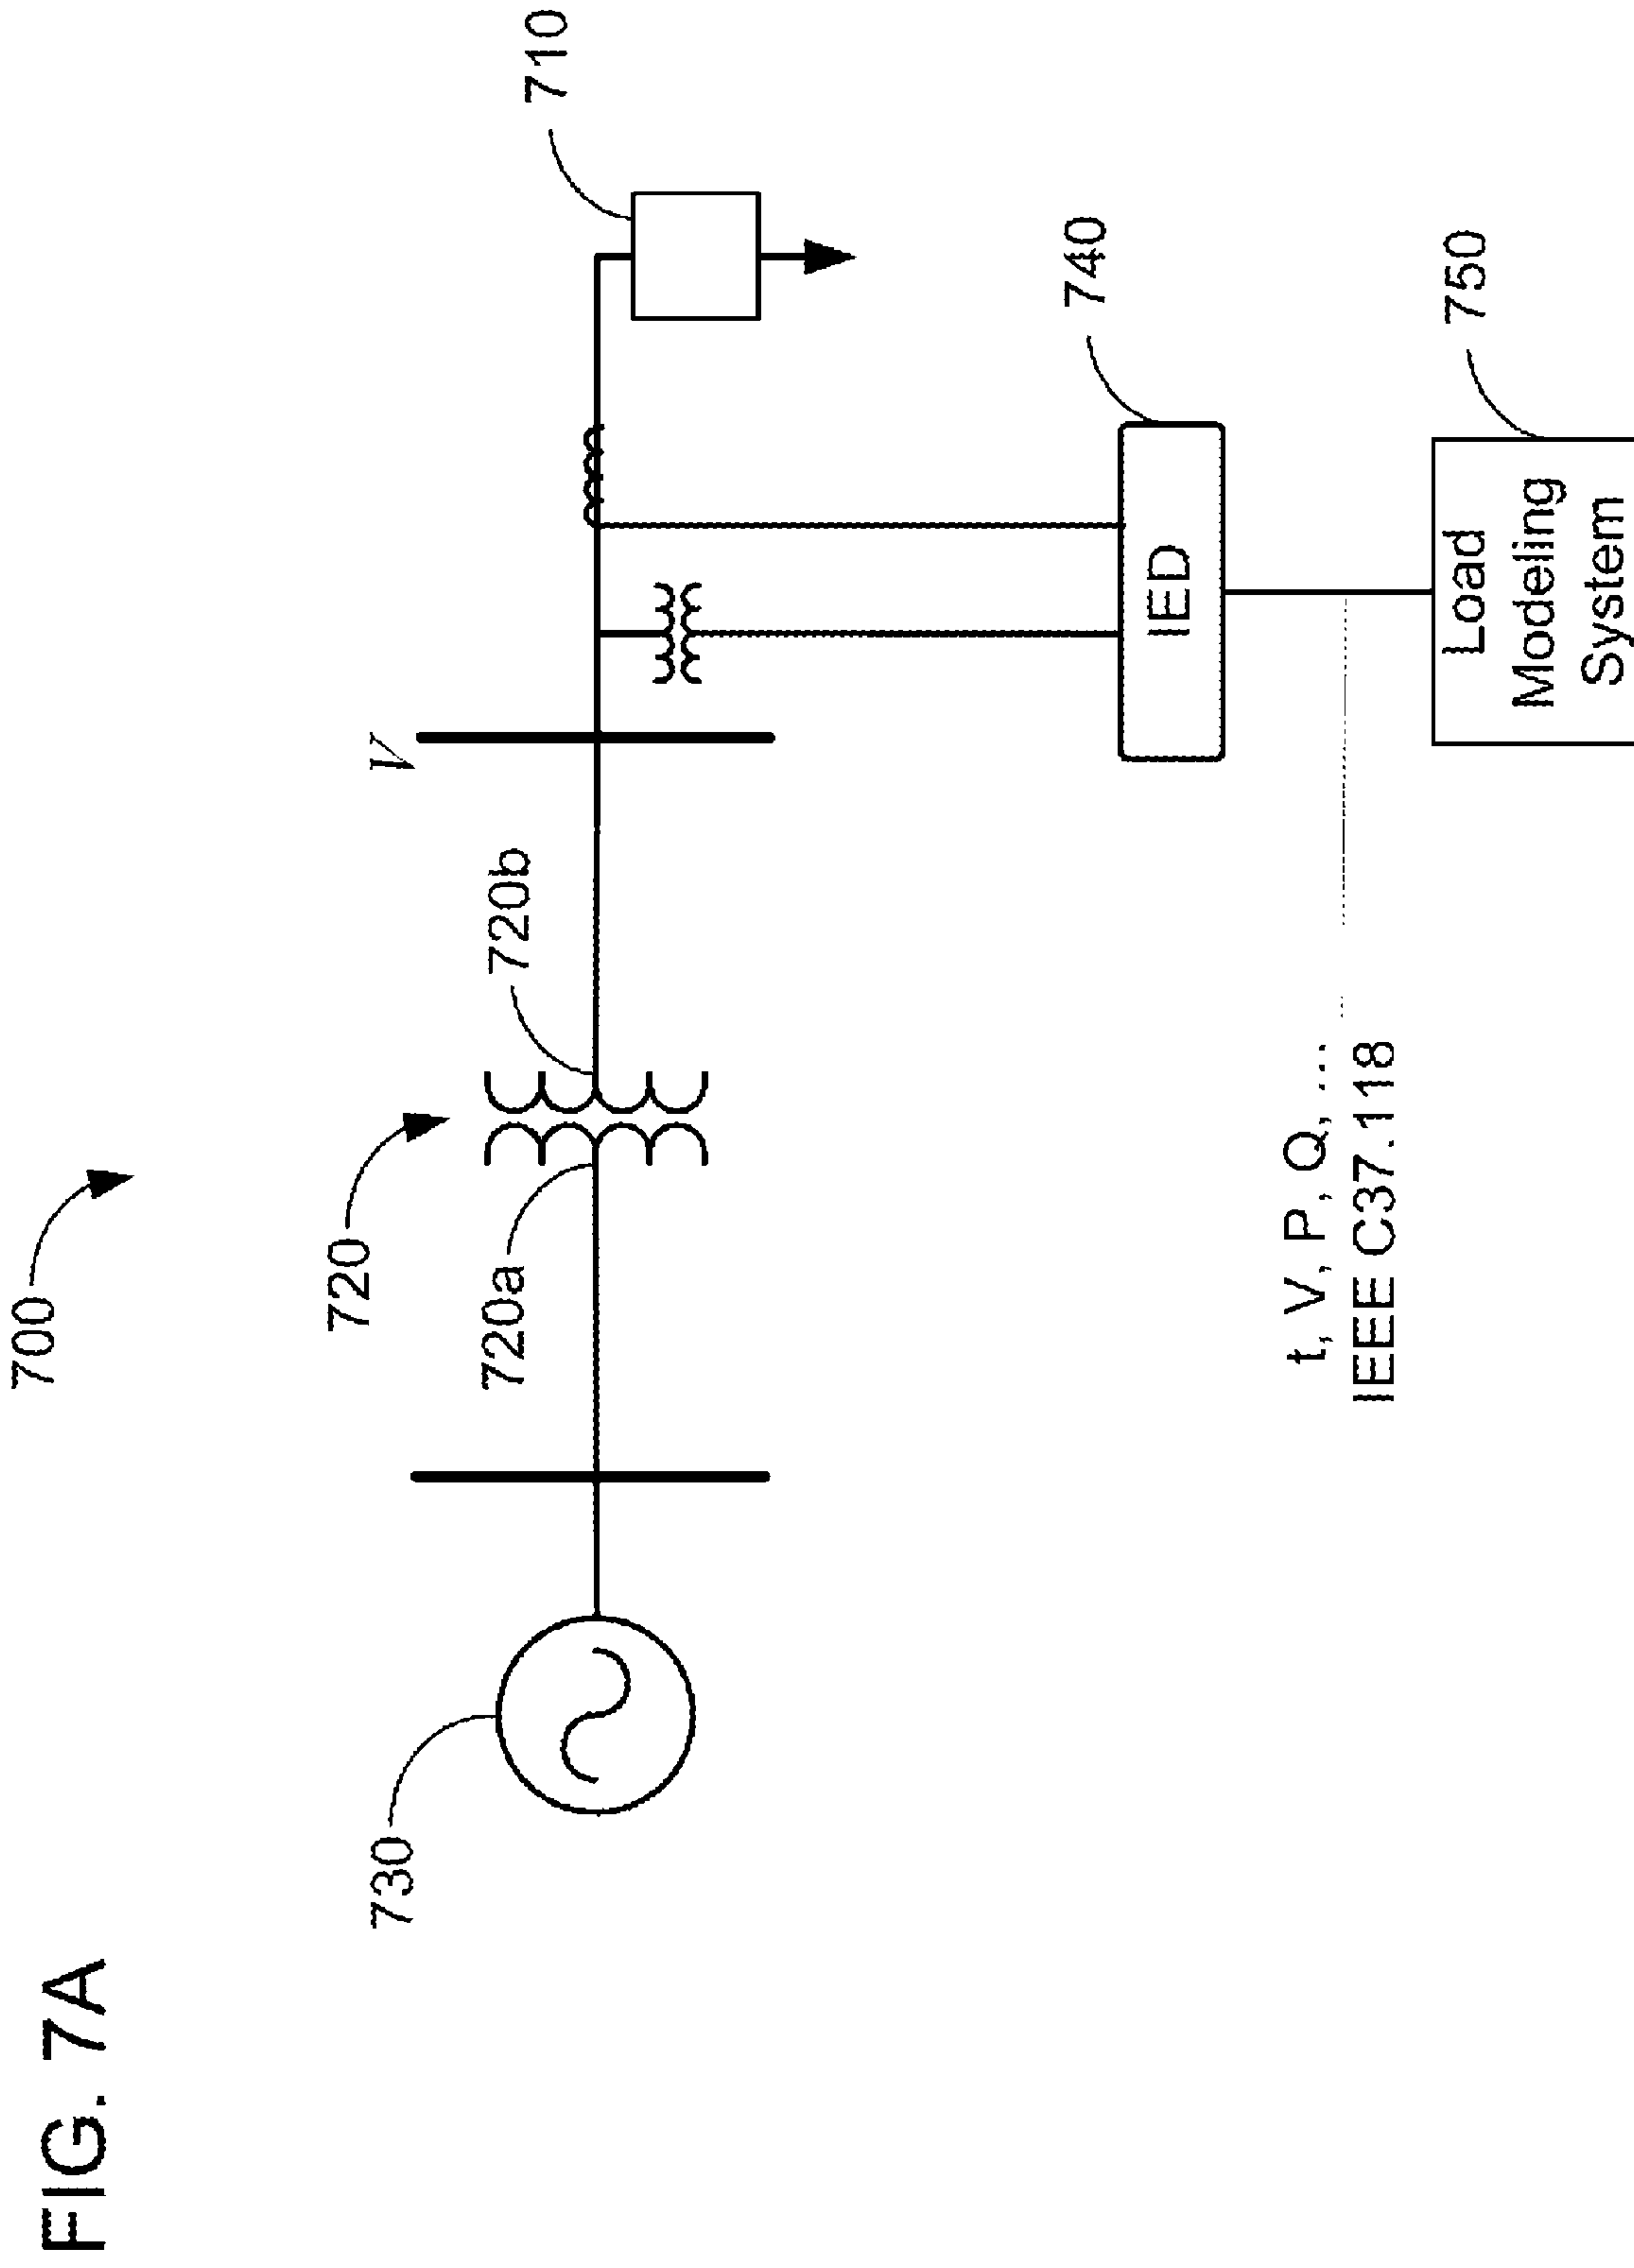 FIG. 7A
700
730
720
720a
720b
V
710
740
IED
t, V, P, Q, ...
IEEE C37.118
750
Load
Modeling
System